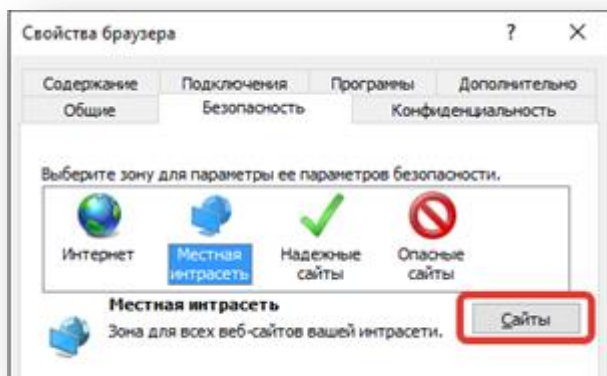 Свойства браузера ? ×
Содержание Подключения Программы Дополнительно
Общие Безопасность Конфиденциальность
Выберите зону для параметры ее параметров безопасности.
Интернет Местная интрасеть Надежные сайты Опасные сайты
Местная интрасеть
Зона для всех веб-сайтов вашей интрасети.
Сайты